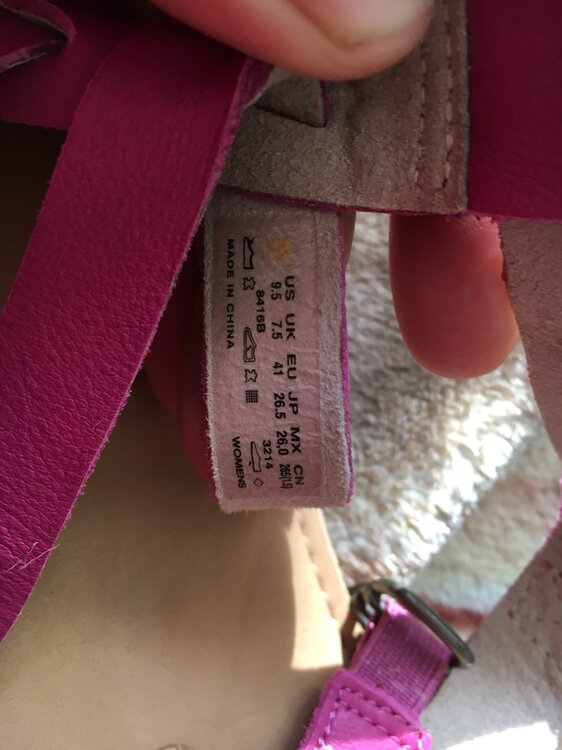 US UK EU JP MX CN
9.5 7.5 41 26.5 26.0 265(1.5)
8416B 3214
MADE IN CHINA WOMENS